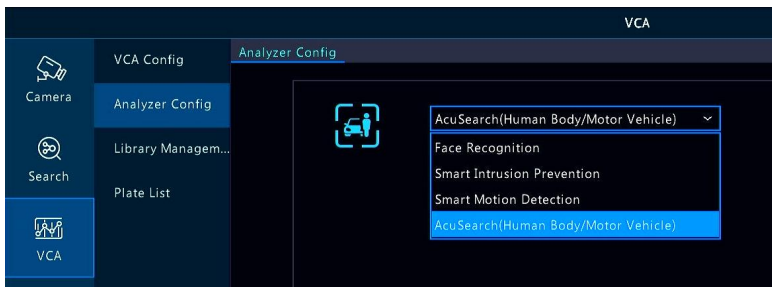 VCA
Camera
Search
VCA
VCA Config
Analyzer Config
Library Managem...
Plate List
Analyzer Config
AcuSearch(Human Body/Motor Vehicle)
Face Recognition
Smart Intrusion Prevention
Smart Motion Detection
AcuSearch(Human Body/Motor Vehicle)